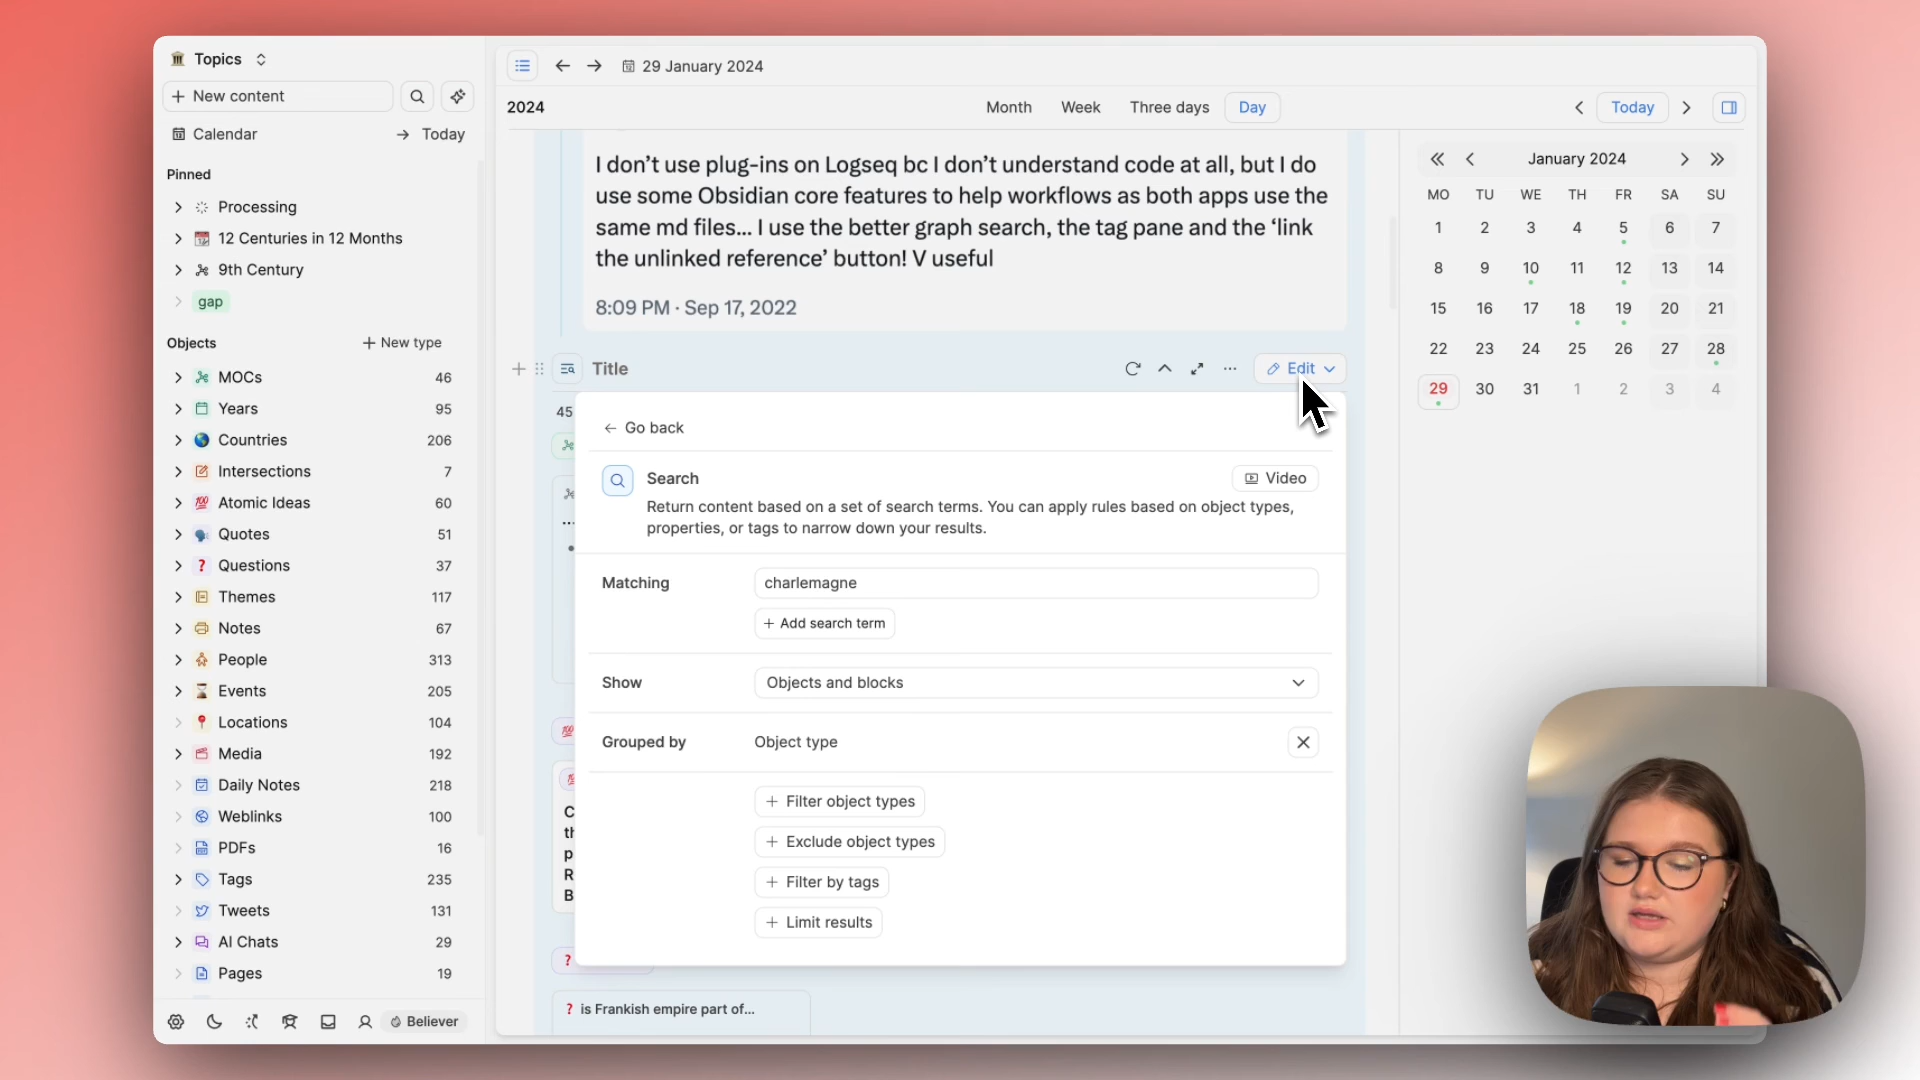 Topics
New content
Calendar
Today
Pinned
Processing
12 Centuries in 12 Months
9th Century
gap
Objects
New type
MOCs 46
Years 95
Countries 206
Intersections 7
Atomic Ideas 60
Quotes 51
Questions 37
Themes 117
Notes 67
People 313
Events 205
Locations 104
Media 192
Daily Notes 218
Weblinks 100
PDFs 16
Tags 235
Tweets 131
AI Chats 29
Pages 19
Believer
29 January 2024
2024
Month Week Three days Day
Today
I don’t use plug-ins on Logseq bc I don’t understand code at all, but I do
use some Obsidian core features to help workflows as both apps use the
same md files... I use the better graph search, the tag pane and the ‘link
the unlinked reference’ button! V useful
8:09 PM · Sep 17, 2022
Title
Edit
45
Go back
Search
Video
Return content based on a set of search terms. You can apply rules based on object types,
properties, or tags to narrow down your results.
Matching
charlemagne
+ Add search term
Show
Objects and blocks
Grouped by
Object type
+ Filter object types
+ Exclude object types
+ Filter by tags
+ Limit results
? is Frankish empire part of...
January 2024
MO TU WE TH FR SA SU
1 2 3 4 5 6 7
8 9 10 11 12 13 14
15 16 17 18 19 20 21
22 23 24 25 26 27 28
29 30 31 1 2 3 4